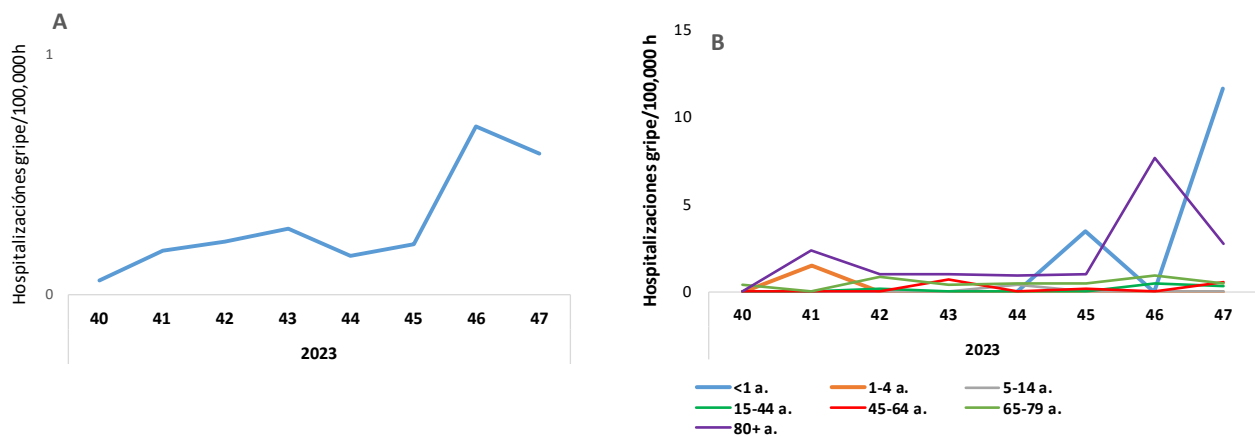 A
Hospitalizaciónes gripe/100,000 h
1
0
40 41 42 43 44 45 46 47
2023
B
Hospitalizaciones gripe/100,000 h
15
10
5
0
40 41 42 43 44 45 46 47
2023
<1 a. 1-4 a. 5-14 a.
15-44 a. 45-64 a. 65-79 a.
80+ a.